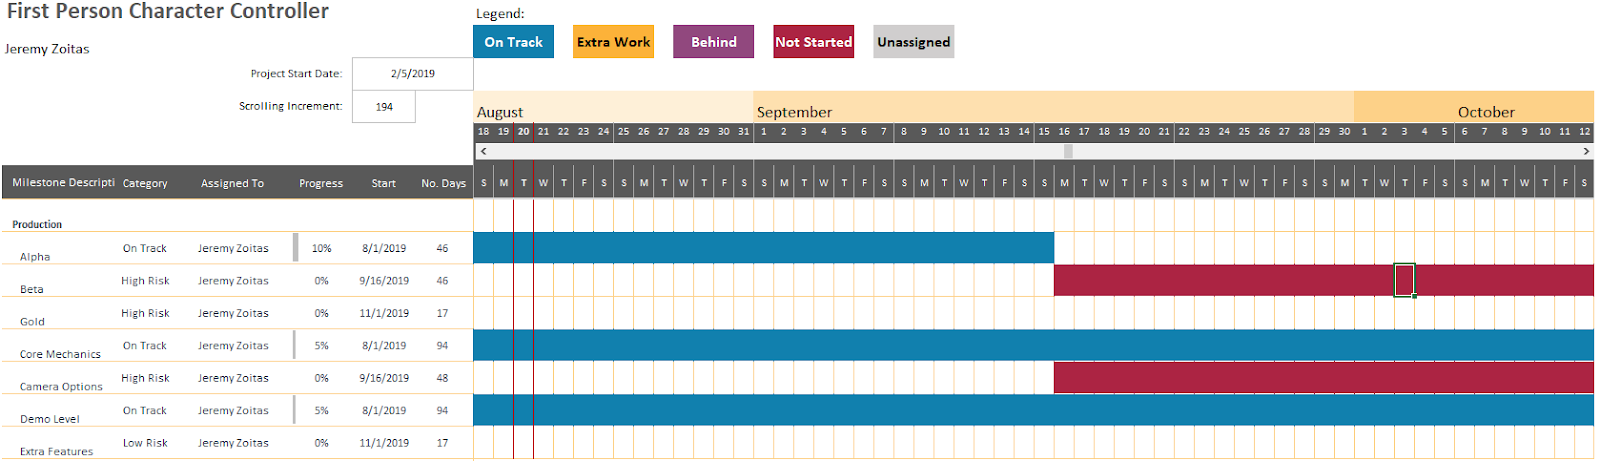 First Person Character Controller
Legend:
Jeremy Zoitas
On Track Extra Work Behind Not Started Unassigned
Project Start Date: 2/5/2019
Scrolling Increment: 194
August September October
18 19 20 21 22 23 24 25 26 27 28 29 30 31 1 2 3 4 5 6 7 8 9 10 11 12 13 14 15 16 17 18 19 20 21 22 23 24 25 26 27 28 29 30 1 2 3 4 5 6 7 8 9 10 11 12
Milestone Descripti Category Assigned To Progress Start No. Days S M T W T F S S M T W T F S S M T W T F S S M T W T F S S M T W T F S S M T W T F S S M T W T F S S M T W T F S
Production
Alpha On Track Jeremy Zoitas 10% 8/1/2019 46
Beta High Risk Jeremy Zoitas 0% 9/16/2019 46
Gold High Risk Jeremy Zoitas 0% 11/1/2019 17
Core Mechanics On Track Jeremy Zoitas 5% 8/1/2019 94
Camera Options High Risk Jeremy Zoitas 0% 9/16/2019 48
Demo Level On Track Jeremy Zoitas 5% 8/1/2019 94
Extra Features Low Risk Jeremy Zoitas 0% 11/1/2019 17